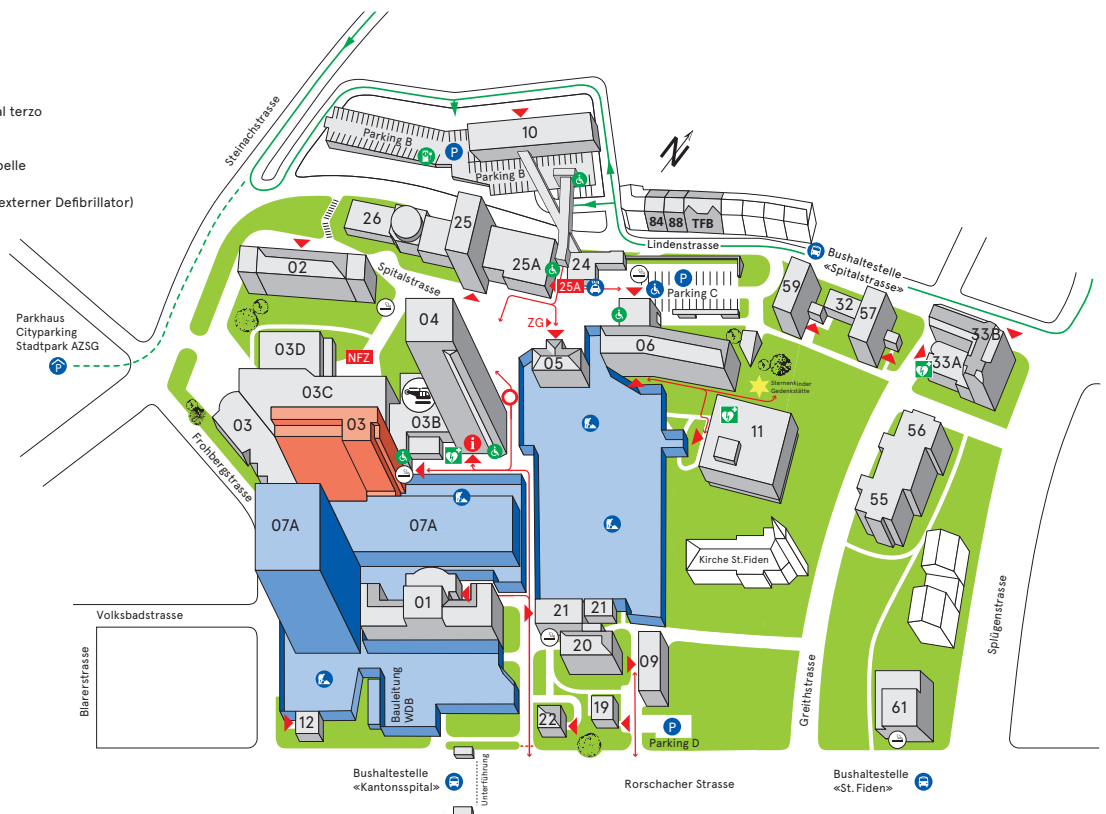 al terzo
pelle
externer Defibrillator)
Steinachstrasse
Parking B
P
10
Parking B
N
84 88 TFB
Lindenstrasse
Bushaltestelle
«Spitalstrasse»
26
25
25A
24
25A
P
Parking C
02
Spitalstrasse
59
32
57
33B
33A
04
ZG
06
05
Sternenkinder
Gedenkstätte
Parkhaus
Cityparking
Stadtpark AZSG
P
03D
NFZ
03C
03
03
03B
i
11
56
55
Frohbergstrasse
07A
07A
Kirche St.Fiden
01
21
21
20
09
Volksbadstrasse
Blarerstrasse
Bauleitung
WDB
12
22
19
P
Parking D
61
Greithstrasse
Splügenstrasse
Unterführung
Bushaltestelle
«Kantonsspital»
Rorschacher Strasse
Bushaltestelle
«St. Fiden»